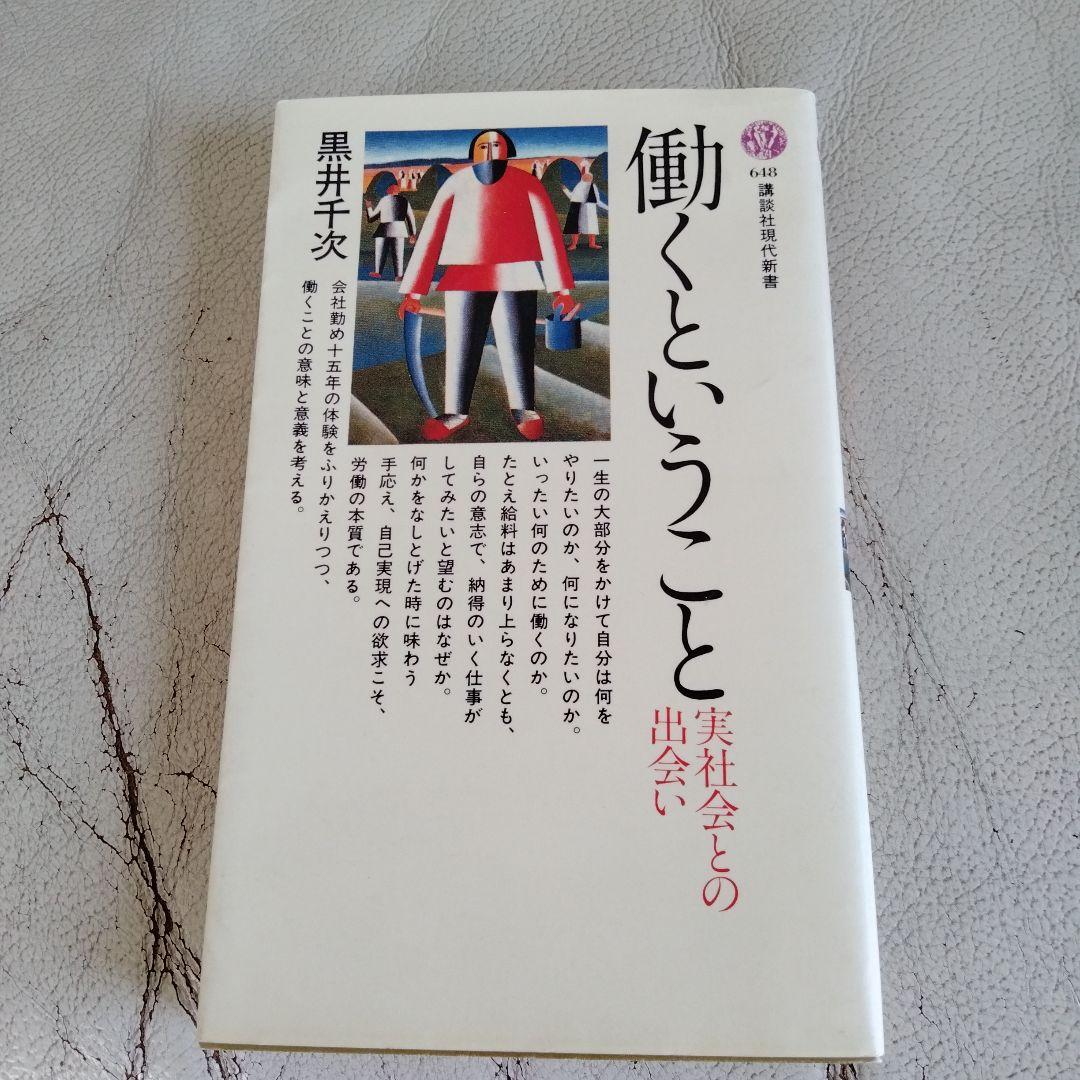 648
講談社現代新書
働くということ
実社会との
出会い
黒井千次
一生の大部分をかけて自分は何を
やりたいのか、何になりたいのか。
いったい何のために働くのか。
たとえ給料はあまり上らなくとも、
自らの意志で、納得のいく仕事が
してみたいと望むのはなぜか。
何かをなしとげた時に味わう
手応え、自己実現への欲求こそ、
労働の本質である。
会社勤め十五年の体験をふりかえりつつ、
働くことの意味と意義を考える。